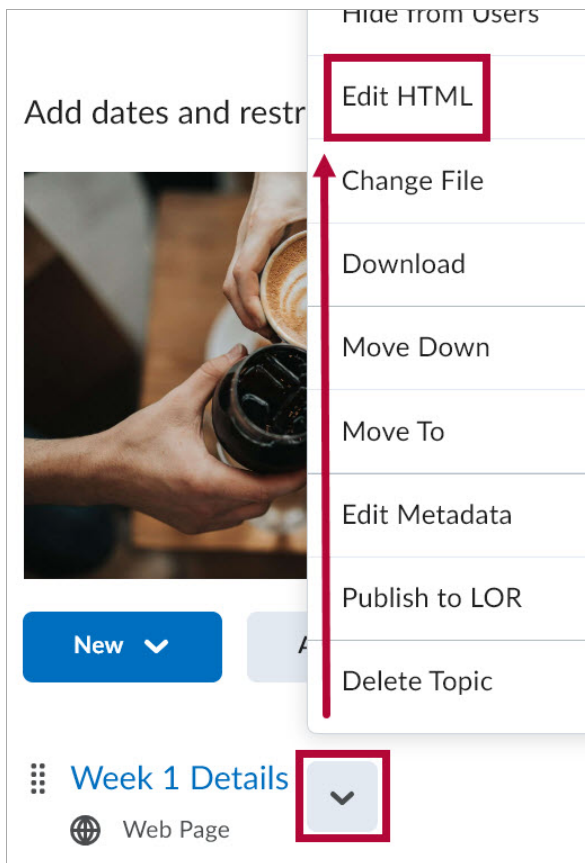 Hide from Users
Edit HTML
Add dates and restr
Change File
Download
Move Down
Move To
Edit Metadata
Publish to LOR
New
Delete Topic
Week 1 Details
Web Page